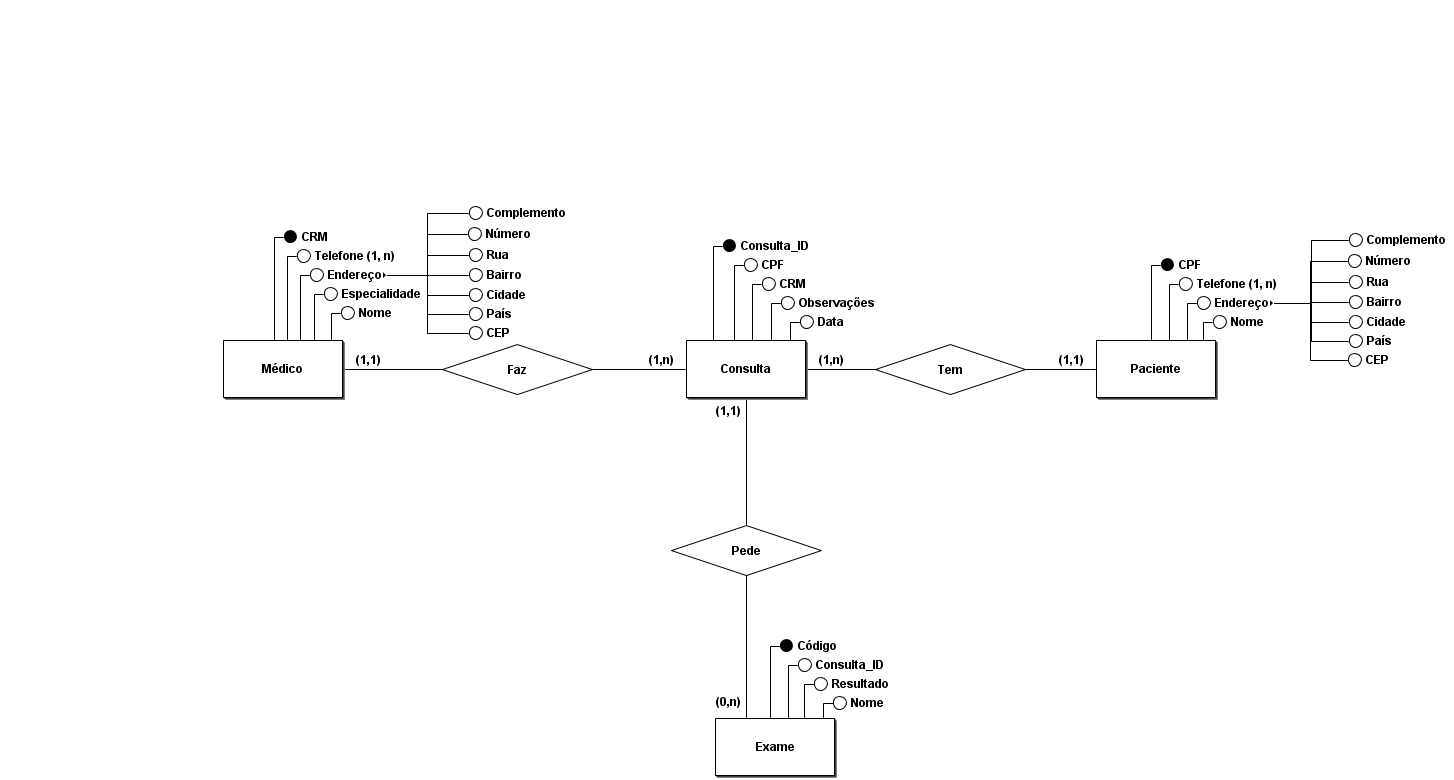 CRM
Telefone (1, n)
Endereço
Especialidade
Nome
Complemento
Número
Rua
Bairro
Cidade
País
CEP
Médico
(1,1)
Faz
(1,n)
Consulta_ID
CPF
CRM
Observações
Data
Consulta
(1,n)
Tem
(1,1)
CPF
Telefone (1, n)
Endereço
Nome
Complemento
Número
Rua
Bairro
Cidade
País
CEP
Paciente
(1,1)
Pede
(0,n)
Código
Consulta_ID
Resultado
Nome
Exame